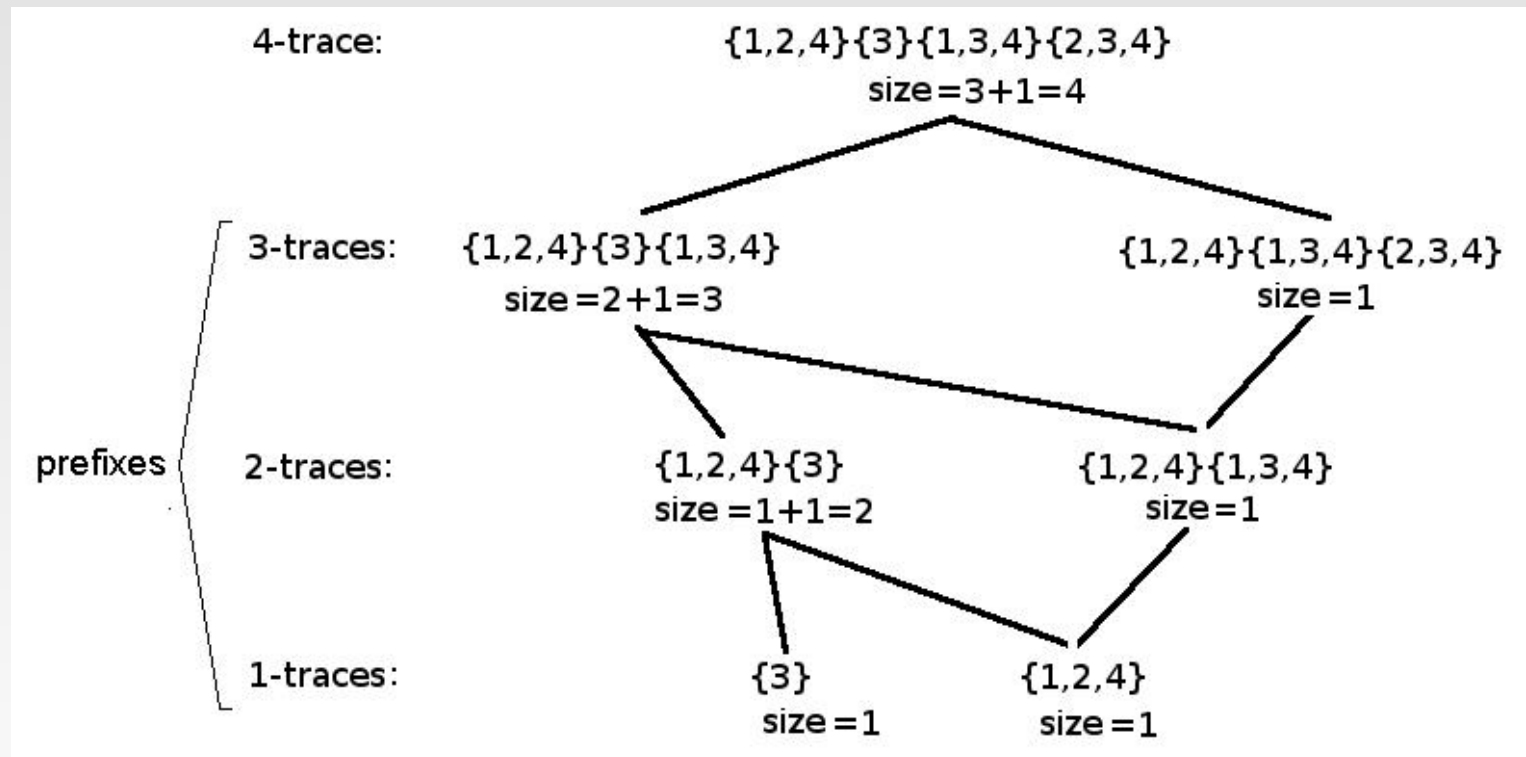 4-trace: {1,2,4}{3}{1,3,4}{2,3,4}
size=3+1=4
3-traces: {1,2,4}{3}{1,3,4} {1,2,4}{1,3,4}{2,3,4}
size=2+1=3 size=1
prefixes 2-traces: {1,2,4}{3} {1,2,4}{1,3,4}
size=1+1=2 size=1
1-traces: {3} {1,2,4}
size=1 size=1